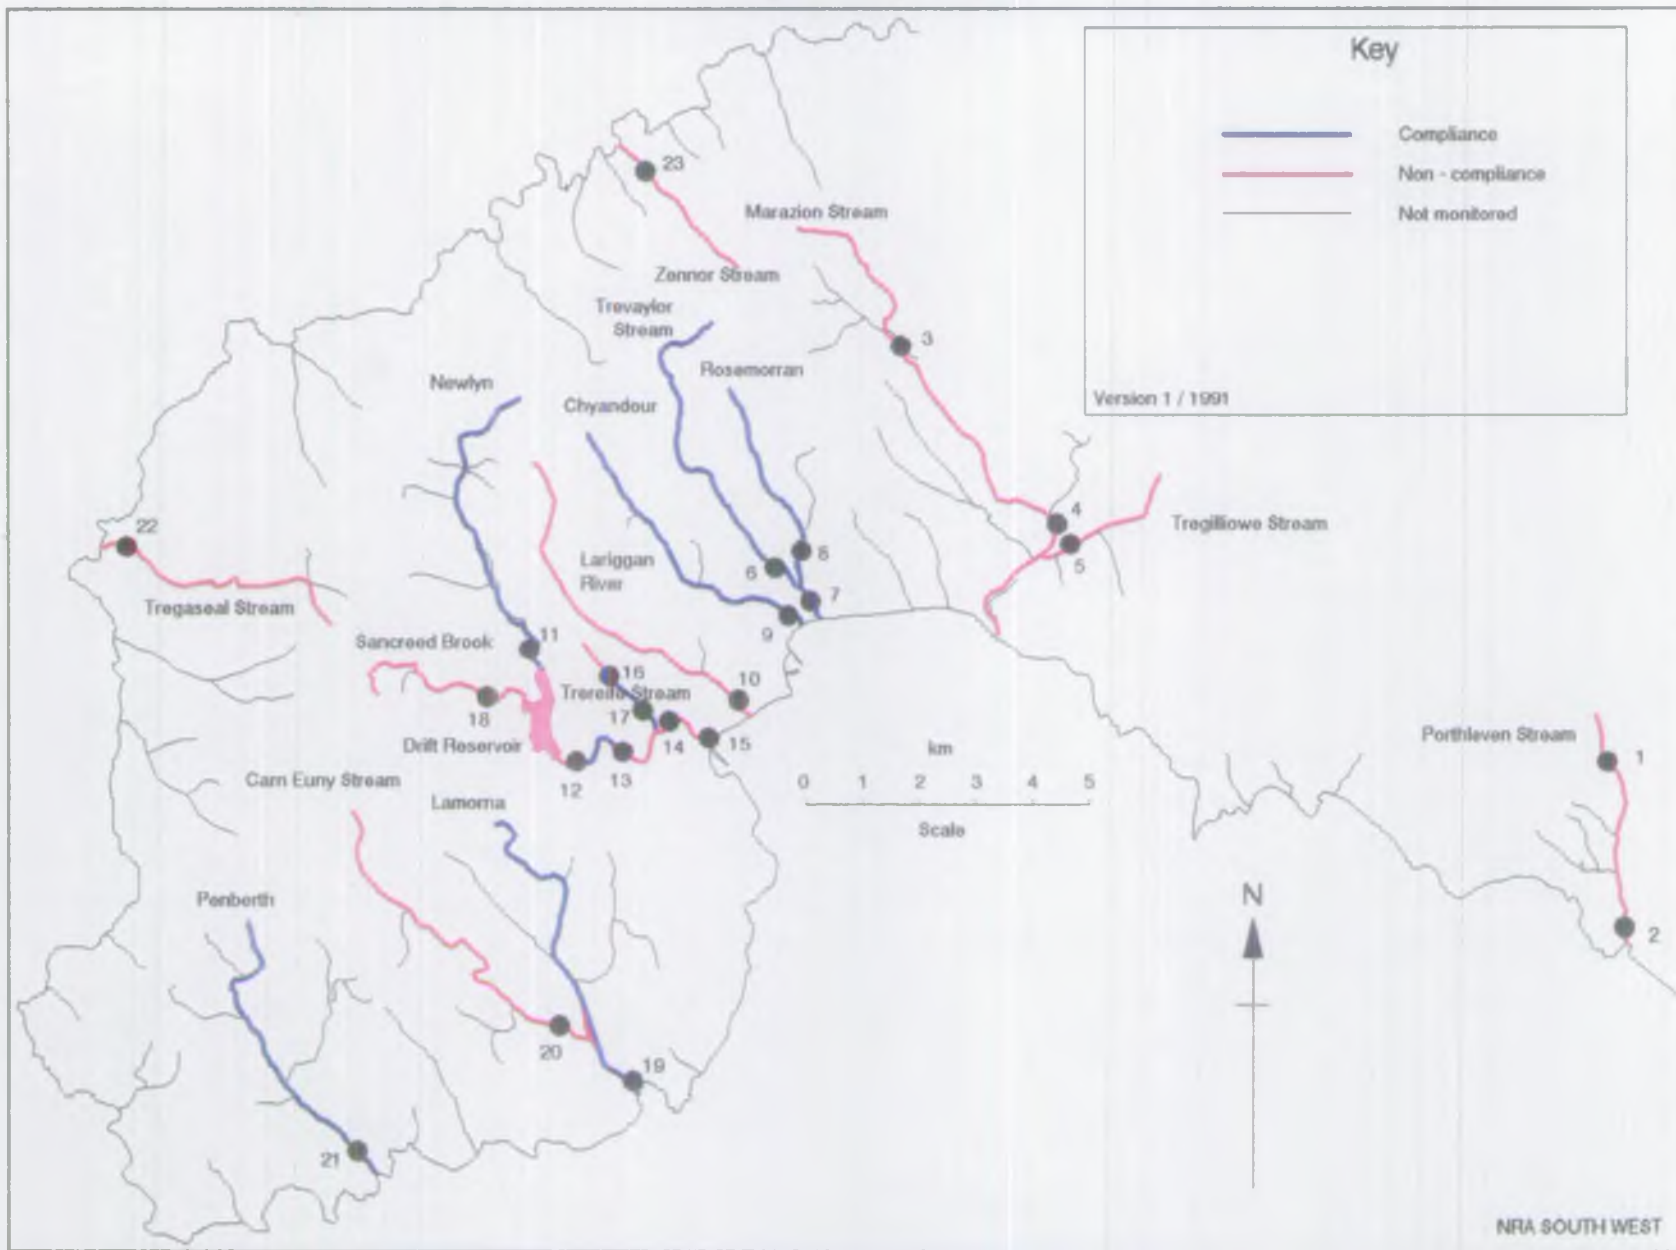 Key
Compliance
Non - compliance
Not monitored
Version 1 / 1991
23
Marazion Stream
Zennor Stream
Trevaylor
Stream
3
Rosemorran
Newlyn
Chyandour
4
Tregilliowe Stream
22
5
8
6
Lariggan
River
7
Tregaseal Stream
9
11
Sancreed Brook
16
10
Trereife Stream
18
17
Drift Reservoir
14
15
Porthleven Stream
1
km
13
12
Carn Euny Stream
0 1 2 3 4 5
Lamorna
Scale
Penberth
N
2
20
19
21
NRA SOUTH WEST